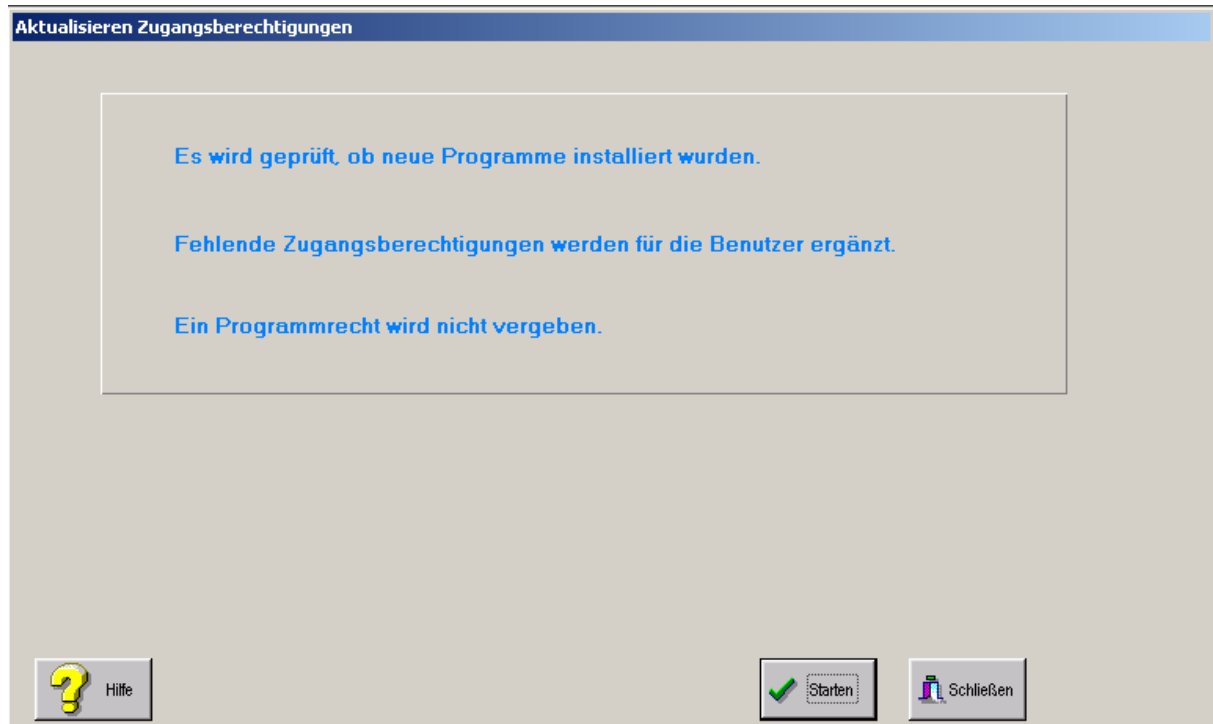 Aktualisieren Zugangsberechtigungen
Es wird geprüft, ob neue Programme installiert wurden.
Fehlende Zugangsberechtigungen werden für die Benutzer ergänzt.
Ein Programmrecht wird nicht vergeben.
Hilfe
Starten
Schließen